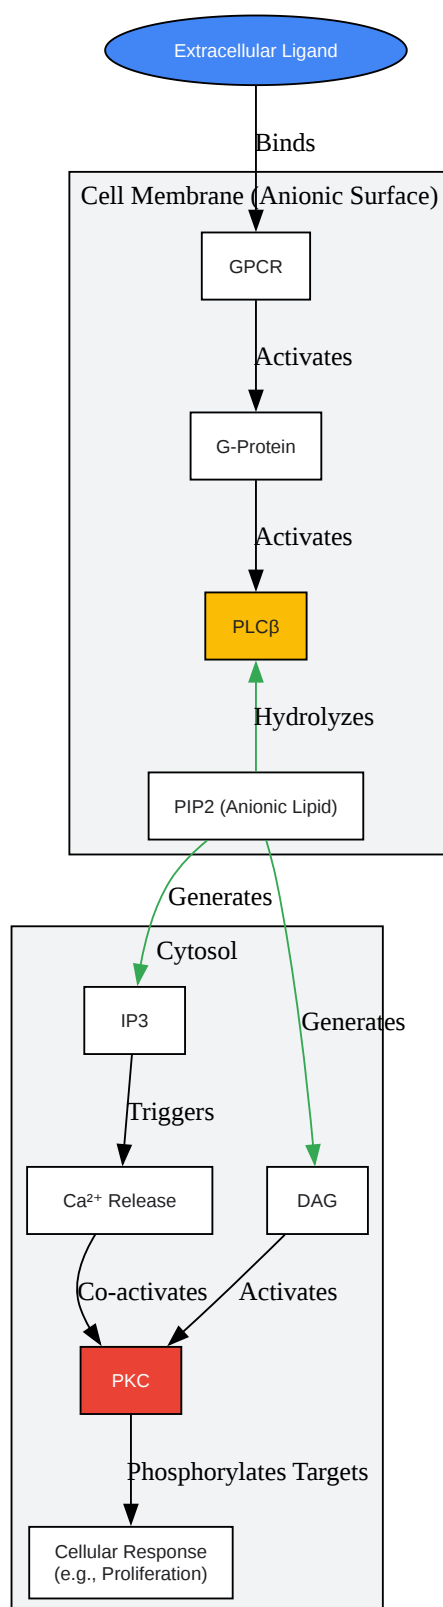 Extracellular Ligand
Binds
Cell Membrane (Anionic Surface)
GPCR
Activates
G-Protein
Activates
PLCβ
Hydrolyzes
PIP2 (Anionic Lipid)
Generates
Cytosol
IP3
Generates
Triggers
Ca²⁺ Release
DAG
Co-activates
Activates
PKC
Phosphorylates Targets
Cellular Response
(e.g., Proliferation)